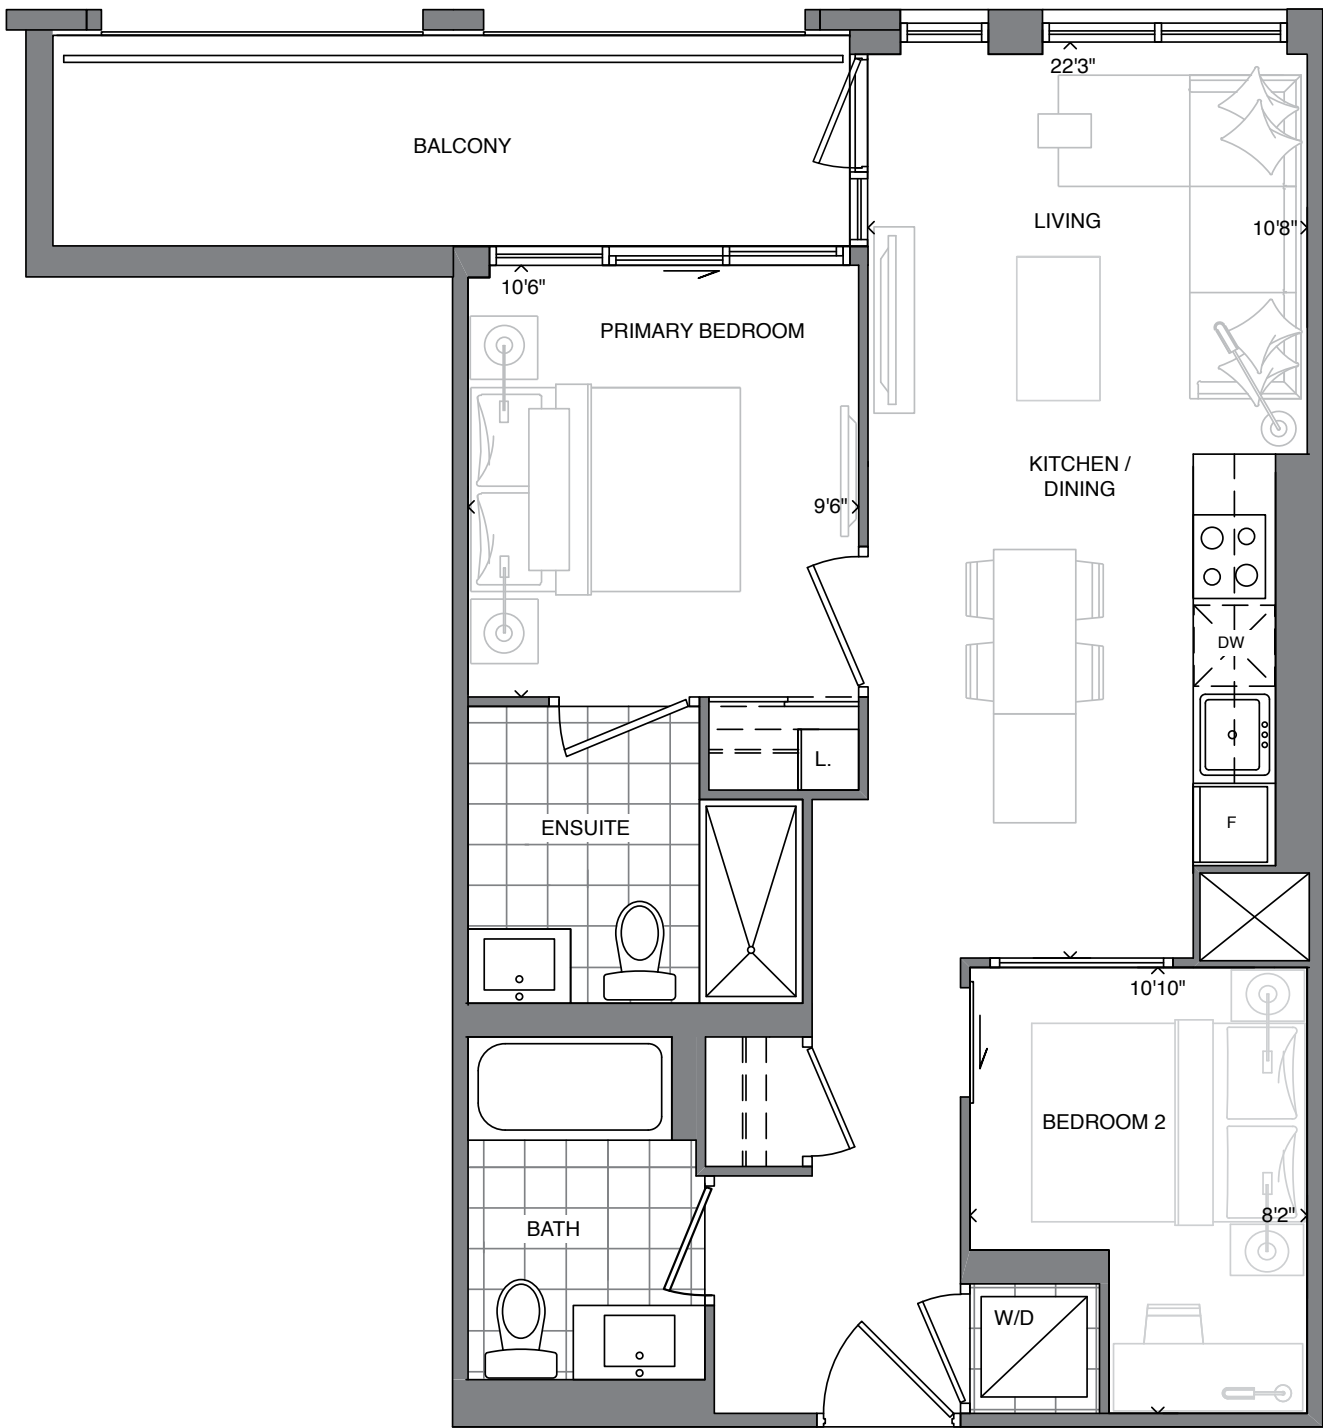 22'3"
BALCONY
LIVING
10'8"
10'6"
PRIMARY BEDROOM
KITCHEN /
DINING
9'6"
DW
L.
F
ENSUITE
10'10"
BEDROOM 2
8'2"
BATH
W/D